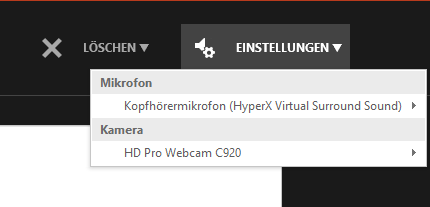 LÖSCHEN
EINSTELLUNGEN
Mikrofon
Kopfhörermikrofon (HyperX Virtual Surround Sound)
Kamera
HD Pro Webcam C920